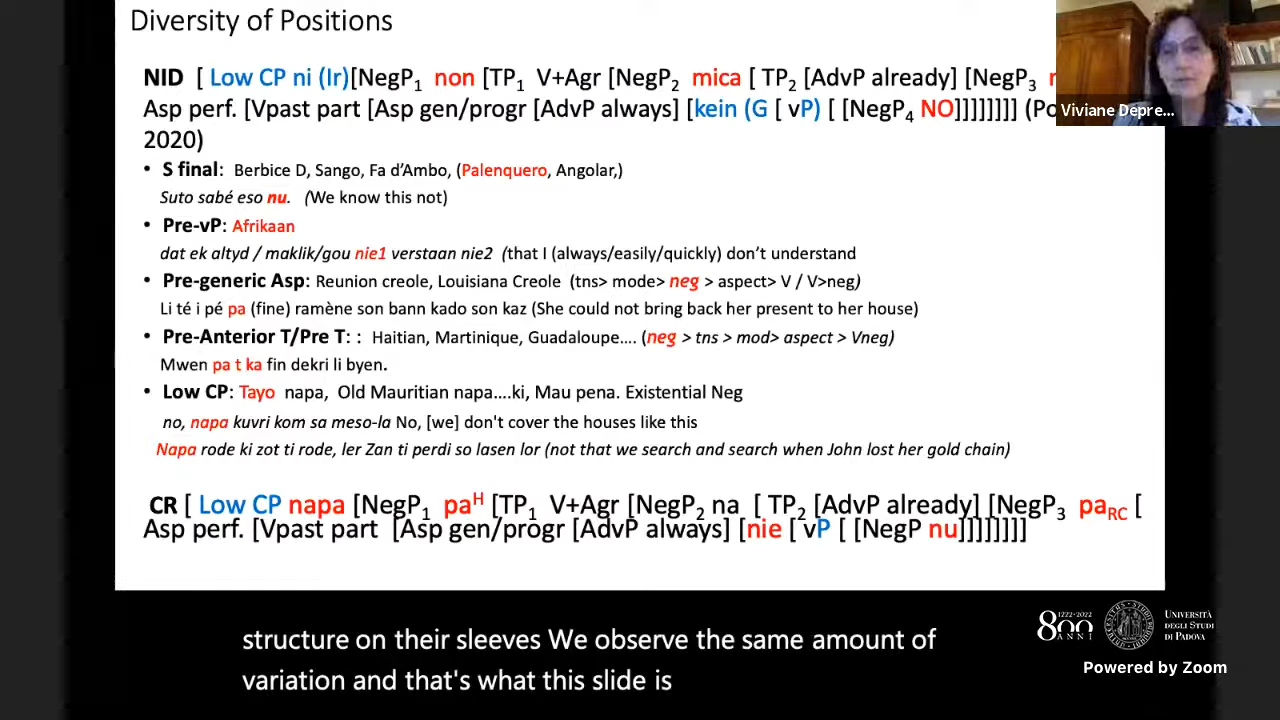 Diversity of Positions
NID [ Low CP ni (Ir)[NegP1 non [TP1 V+Agr [NegP2 mica [ TP2 [AdvP already] [NegP3
Asp perf. [Vpast part [Asp gen/progr [AdvP always] [kein (G [ vP) [ [NegP4 NO]]]]]]]]
2020)
• S final: Berbice D, Sango, Fa d’Ambo, (Palenquero, Angolar,)
Suto sabé eso nu. (We know this not)
• Pre-vP: Afrikaan
dat ek altyd / maklik/gou nie1 verstaan nie2 (that I (always/easily/quickly) don’t understand
• Pre-generic Asp: Reunion creole, Louisiana Creole (tns> mode> neg > aspect> V / V>neg)
Li té i pé pa (fine) ramène son bann kado son kaz (She could not bring back her present to her house)
• Pre-Anterior T/Pre T: : Haitian, Martinique, Guadaloupe…. (neg > tns > mod> aspect > Vneg)
Mwen pa t ka fin dekri li byen.
• Low CP: Tayo napa, Old Mauritian napa….ki, Mau pena. Existential Neg
no, napa kuvri kom sa meso-la No, [we] don't cover the houses like this
Napa rode ki zot ti rode, ler Zan ti perdi so lasen lor (not that we search and search when John lost her gold chain)
CR [ Low CP napa [NegP1 paH [TP1 V+Agr [NegP2 na [ TP2 [AdvP already] [NegP3 paRC [
Asp perf. [Vpast part [Asp gen/progr [AdvP always] [nie [ vP [ [NegP nu]]]]]]]]
Viviane Depre...
structure on their sleeves We observe the same amount of
variation and that's what this slide is
1222-2022
800
ANNI
UNIVERSITÀ
DEGLI STUDI
DI PADOVA
Powered by Zoom